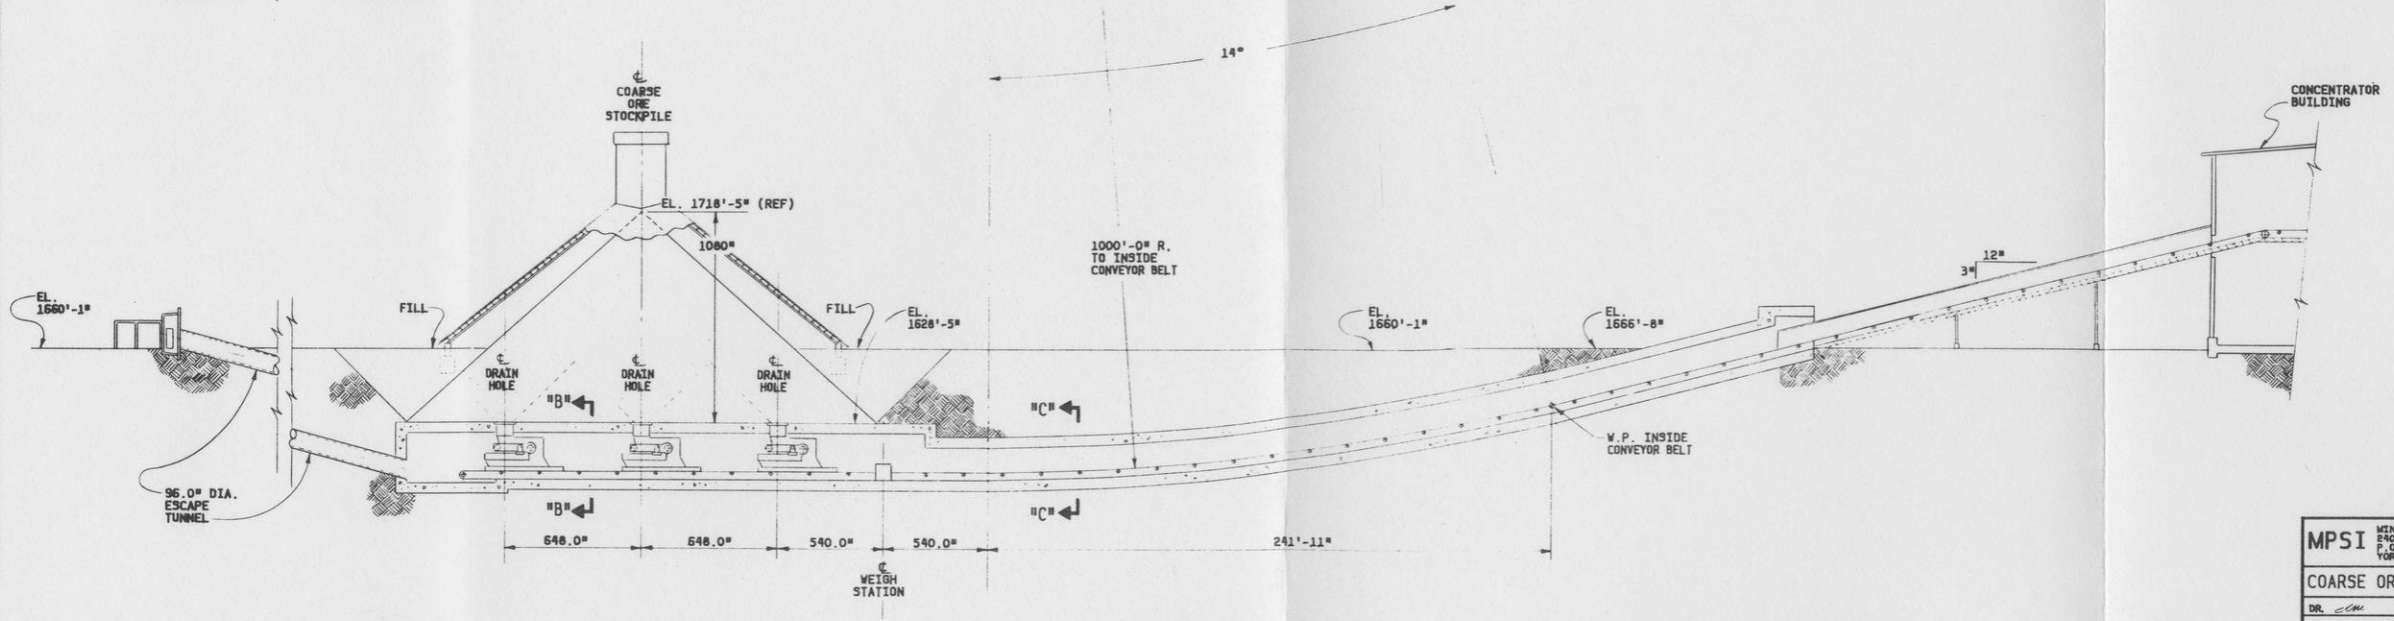 14°
℄
COARSE
ORE
STOCKPILE
CONCENTRATOR
BUILDING
EL. 1718'-5" (REF)
1080"
1000'-0" R.
TO INSIDE
CONVEYOR BELT
12"
3"
EL.
1660'-1"
FILL
FILL
EL.
1628'-5"
EL.
1660'-1"
EL.
1666'-8"
℄
DRAIN
HOLE
℄
DRAIN
HOLE
℄
DRAIN
HOLE
"B"
"C"
W.P. INSIDE
CONVEYOR BELT
96.0" DIA.
ESCAPE
TUNNEL
"B"
"C"
648.0"
648.0"
540.0"
540.0"
241'-11"
℄
WEIGH
STATION
MPSI
COARSE OR
DR.